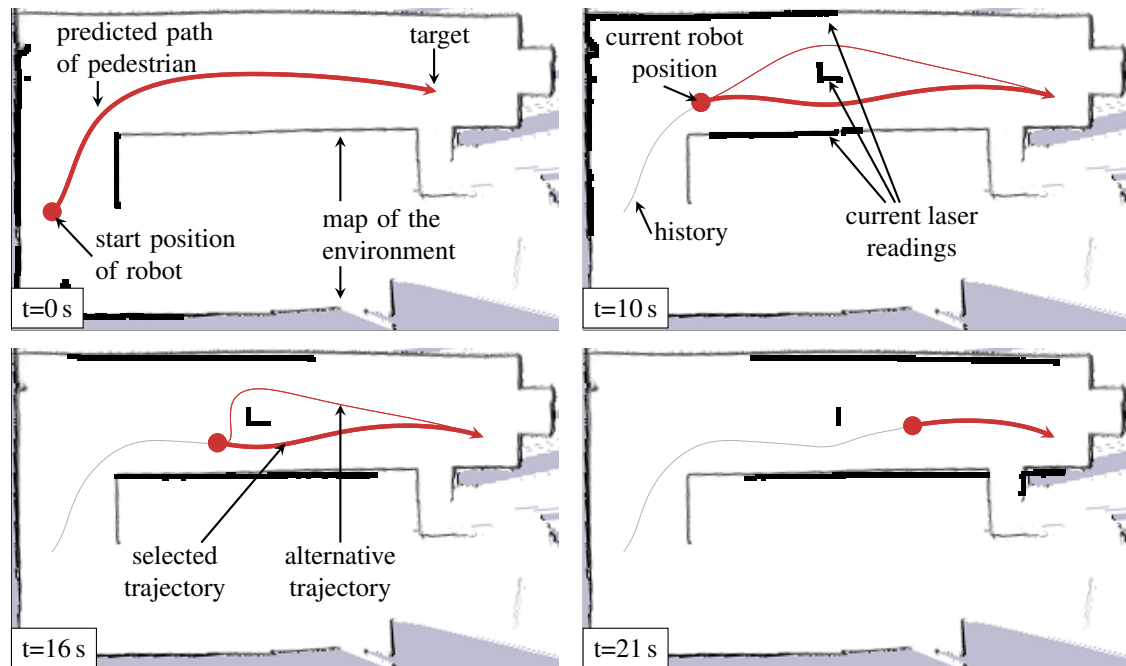 predicted path
of pedestrian
target
start position
of robot
map of the
environment
t=0 s
current robot
position
history
current laser
readings
t=10 s
selected
trajectory
alternative
trajectory
t=16 s
t=21 s